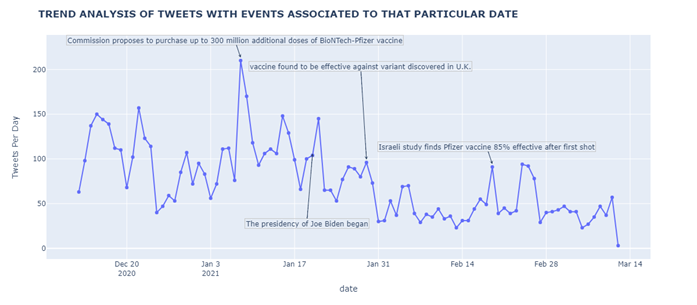 TREND ANALYSIS OF TWEETS WITH EVENTS ASSOCIATED TO THAT PARTICULAR DATE
Commission proposes to purchase up to 300 million additional doses of BioNTech-Pfizer vaccine
vaccine found to be effective against variant discovered in U.K.
Israeli study finds Pfizer vaccine 85% effective after first shot
The presidency of Joe Biden began
Tweets Per Day
200
150
100
50
0
Dec 20
2020
Jan 3
2021
Jan 17
Jan 31
Feb 14
Feb 28
Mar 14
date